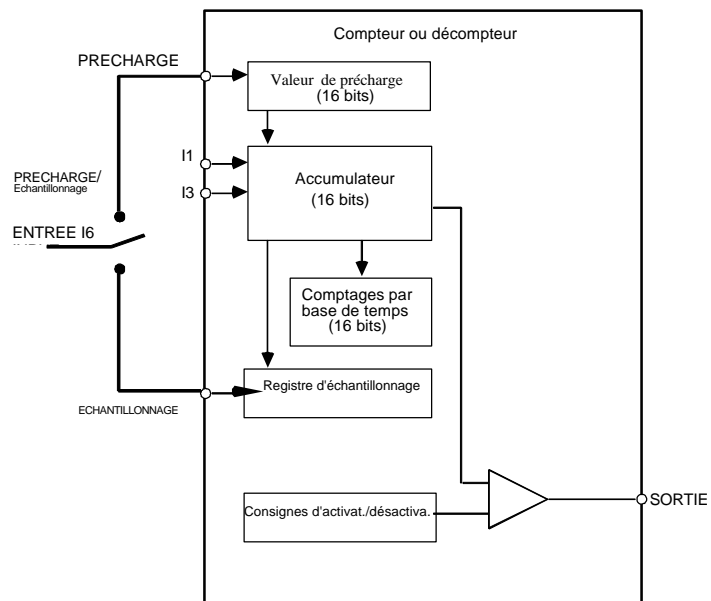 Compteur ou décompteur
PRECHARGE
Valeur de précharge
(16 bits)
I1
PRECHARGE/
Echantillonnage
I3
Accumulateur
(16 bits)
ENTREE I6
Comptages par
base de temps
(16 bits)
Registre d'échantillonnage
ECHANTILLONNAGE
Consignes d'activat./désactiva.
SORTIE